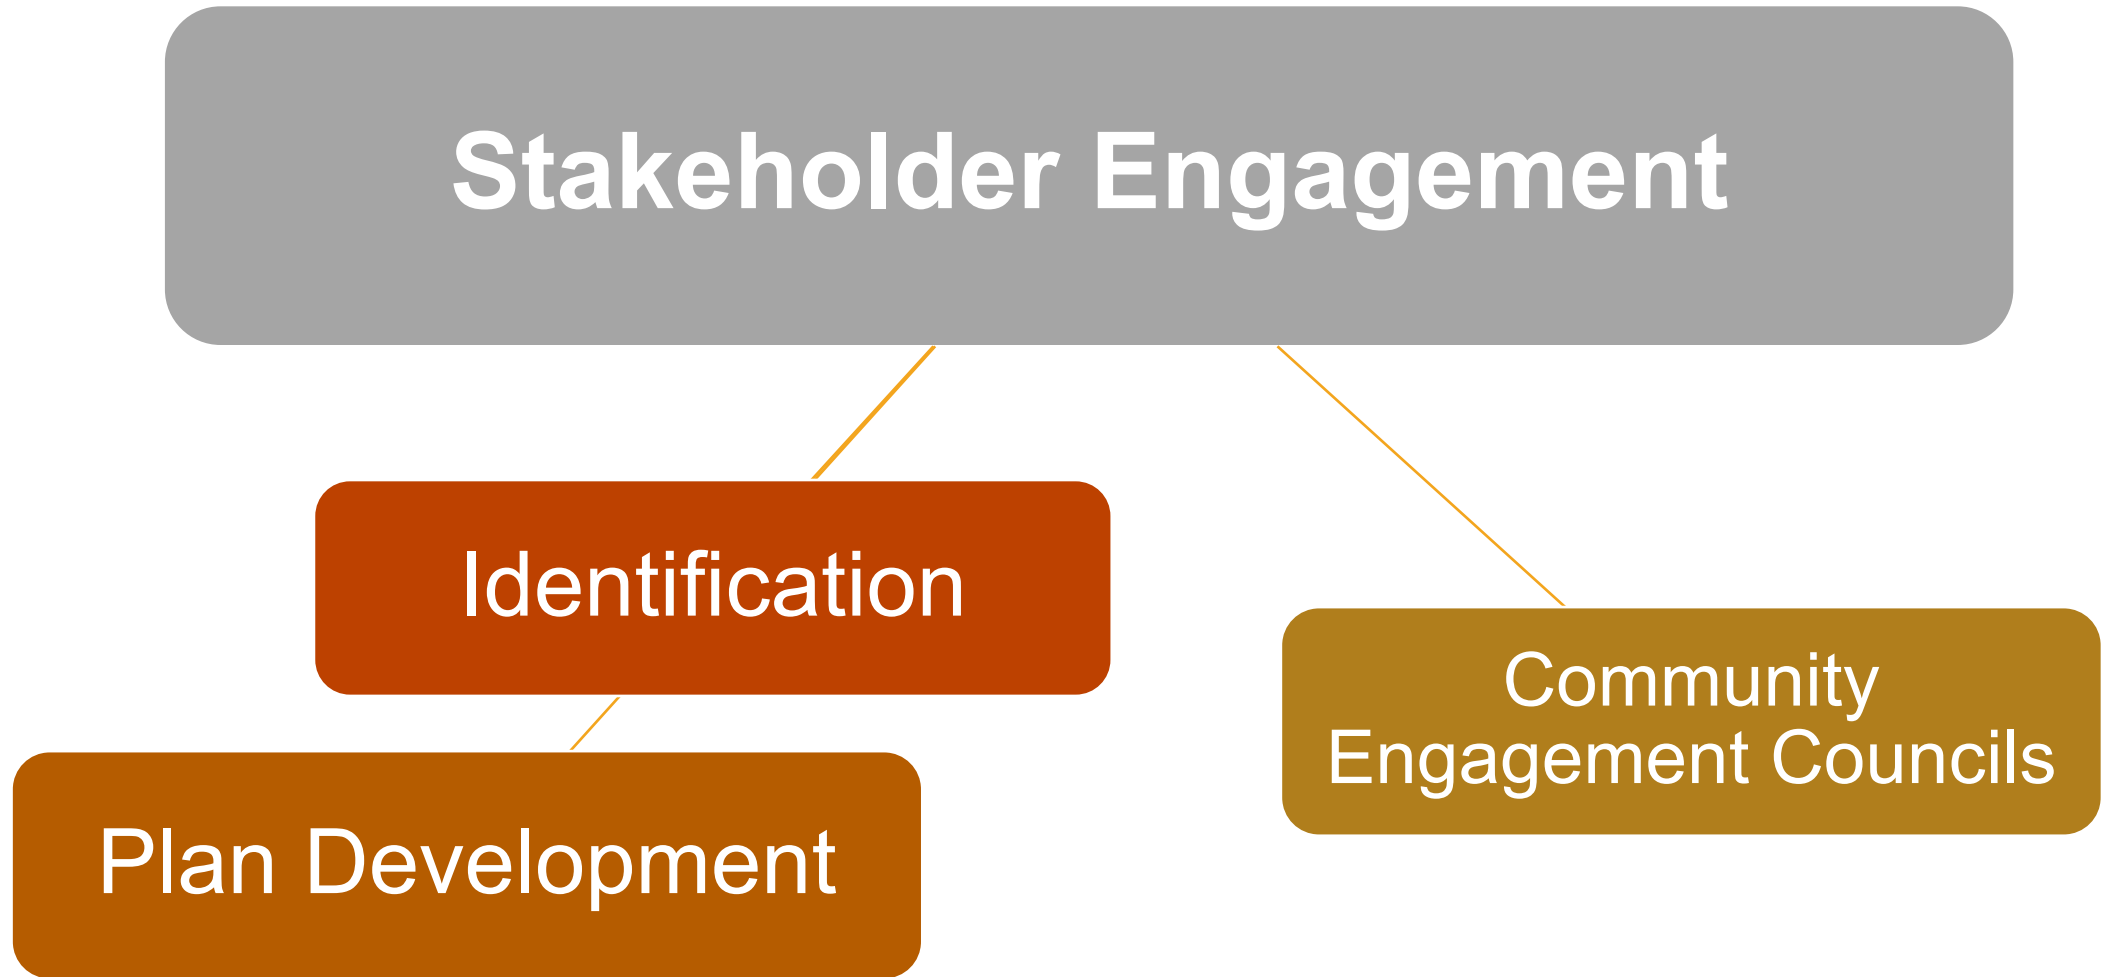 Stakeholder Engagement
Identification
Community
Engagement Councils
Plan Development